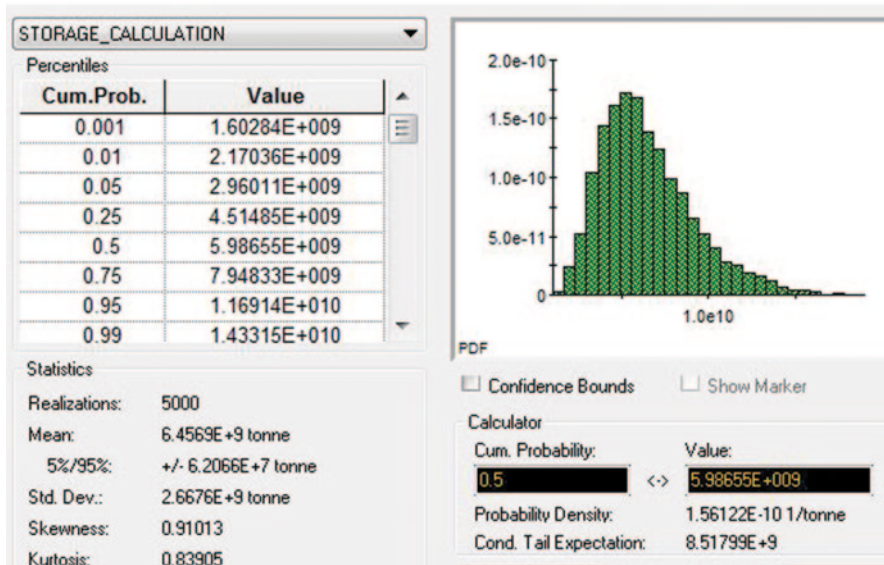 STORAGE_CALCULATION
Percentiles
Cum.Prob. Value
0.001 1.60284E+009
0.01 2.17036E+009
0.05 2.96011E+009
0.25 4.51485E+009
0.5 5.98655E+009
0.75 7.94833E+009
0.95 1.16914E+010
0.99 1.43315E+010
Statistics
Realizations: 5000
Mean: 6.4569E+9 tonne
5%/95%: +/- 6.2066E+7 tonne
Std. Dev.: 2.6676E+9 tonne
Skewness: 0.91013
Kurtosis: 0.83905
2.0e-10
1.5e-10
1.0e-10
5.0e-11
0
1.0e10
PDF
Confidence Bounds Show Marker
Calculator
Cum. Probability: Value:
0.5 <-> 5.98655E+009
Probability Density: 1.56122E-10 1/tonne
Cond. Tail Expectation: 8.51799E+9